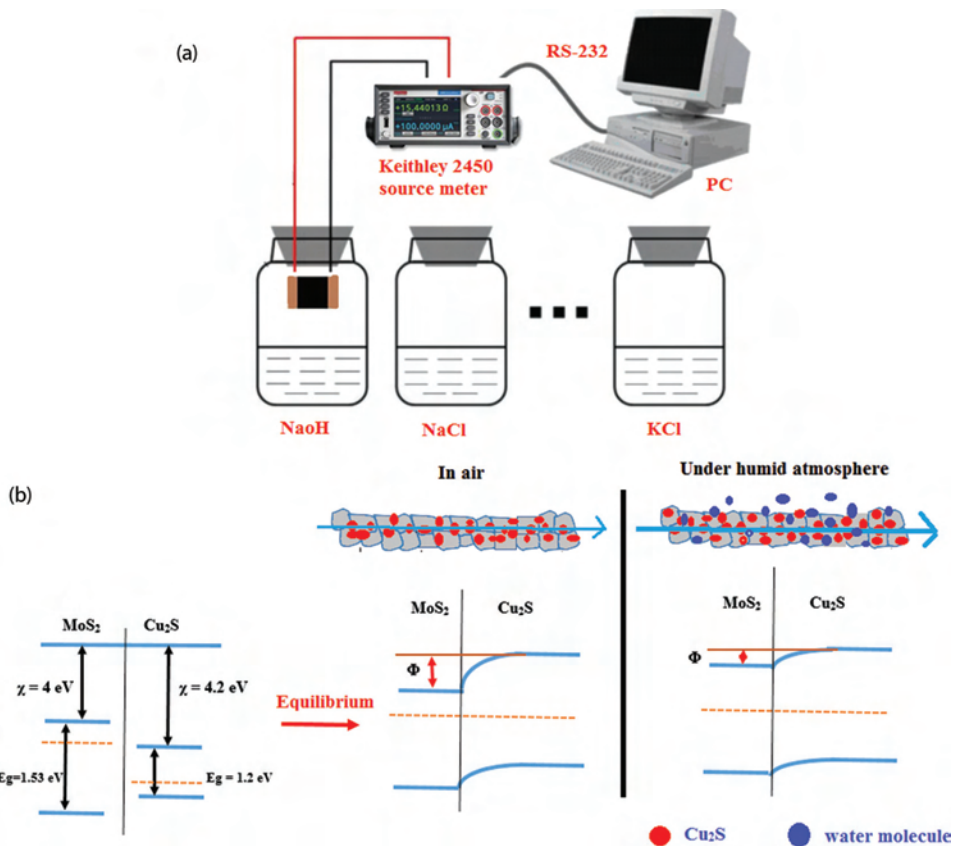 (a)
RS-232
+15.44013 Ω
+100.0000 µA
Keithley 2450
source meter
PC
NaoH
NaCl
KCl
(b)
In air
Under humid atmosphere
MoS₂
Cu₂S
χ = 4 eV
χ = 4.2 eV
Eg=1.53 eV
Eg = 1.2 eV
Equilibrium
MoS₂
Cu₂S
Φ
MoS₂
Cu₂S
Φ
Cu₂S
water molecule